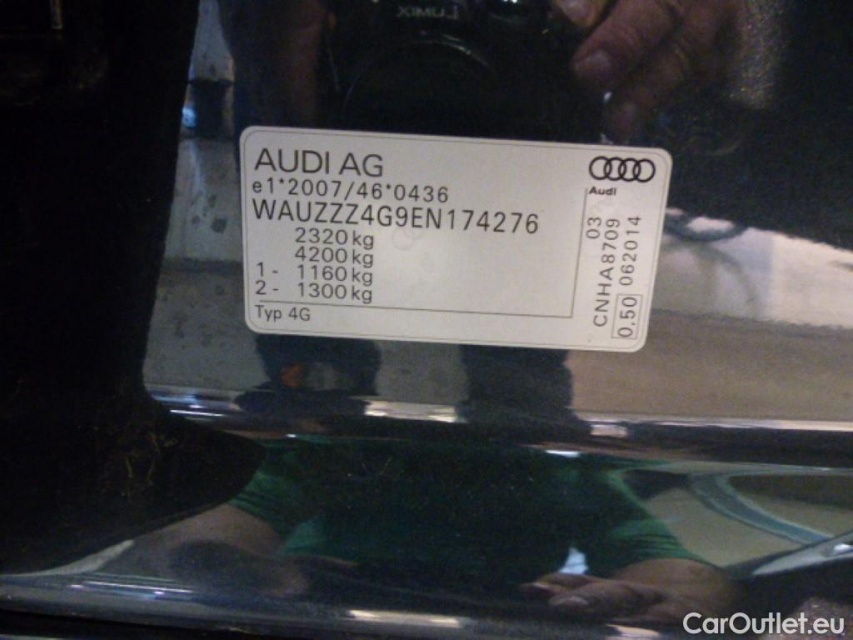 LUMIX
AUDI AG
e1*2007/46*0436
WAUZZZ4G9EN174276
2320 kg
4200 kg
1 - 1160 kg
2 - 1300 kg
Typ 4G
Audi
CNHA8709 03
0,50 062014
CarOutlet.eu